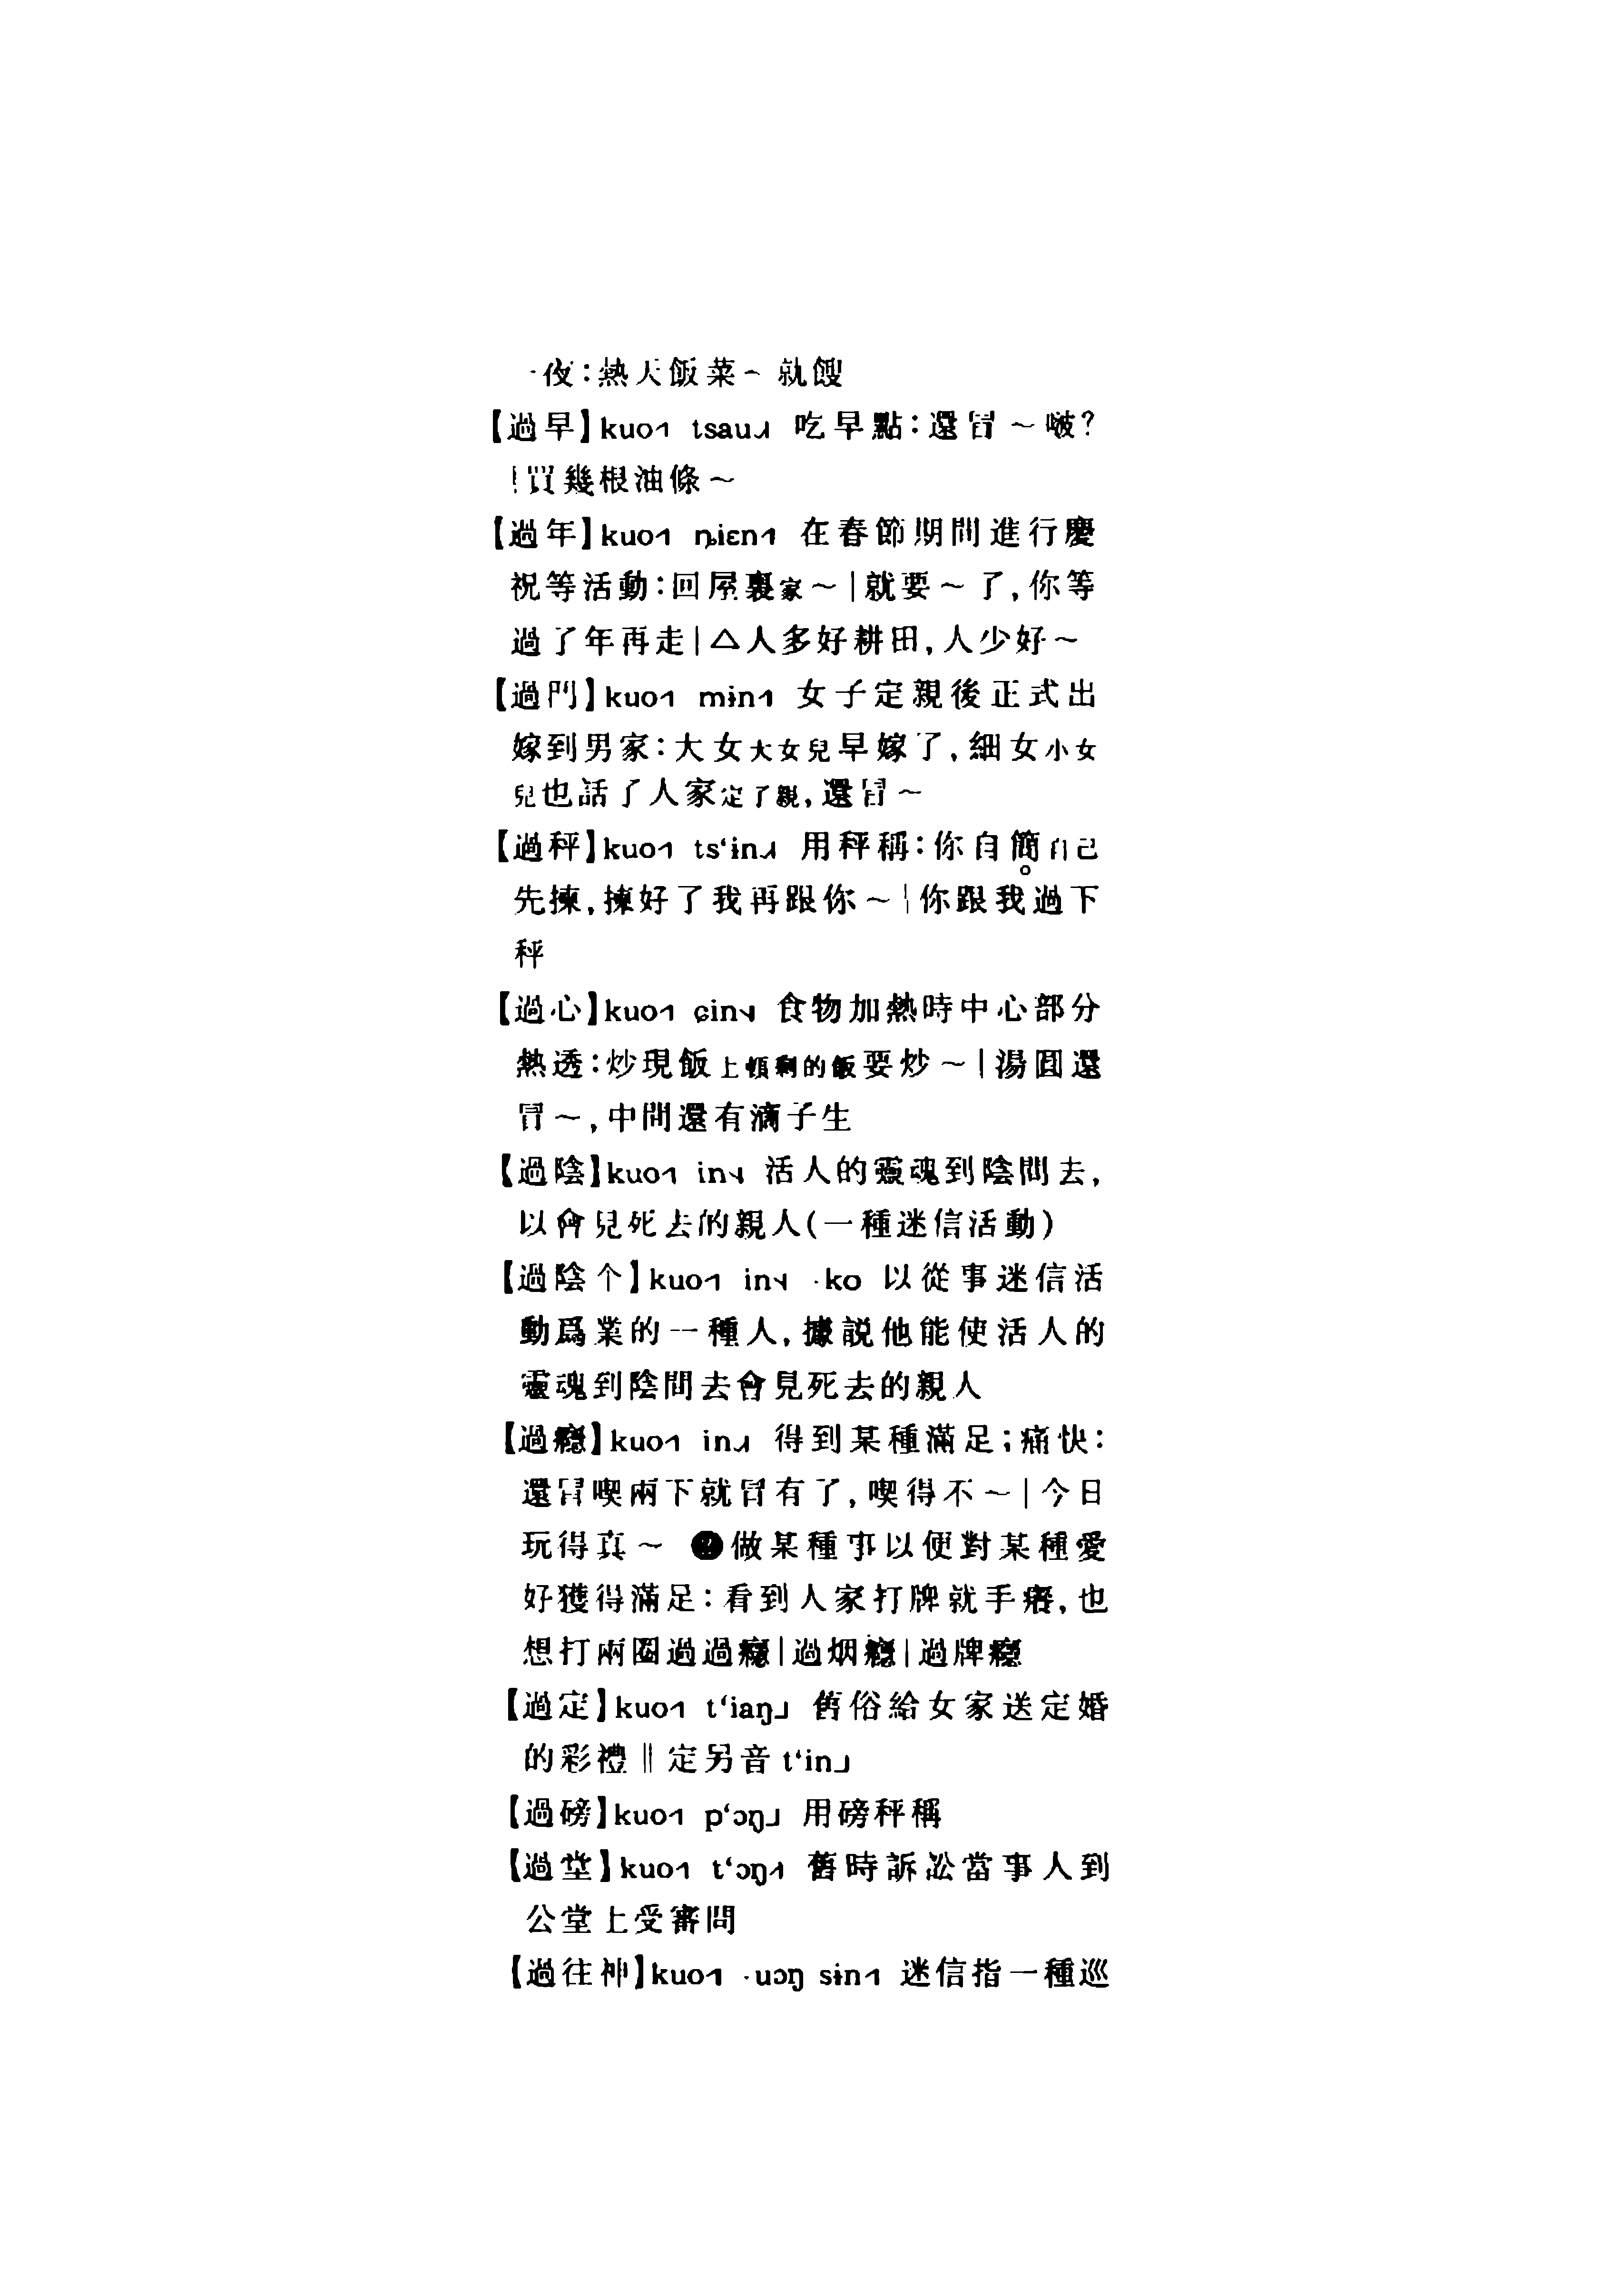 一夜：熱天飯菜～就餿
【過早】kuo˧˥ tsau˨˩˧ 吃早點：還冒～啵？
|買幾根油條～
【過年】kuo˧˥ ȵiɛn˧˥ 在春節期間進行慶
祝等活動：回屋裏家～|就要～了，你等
過了年再走|△人多好耕田，人少好～
【過門】kuo˧˥ mɨn˧˥ 女子定親後正式出
嫁到男家：大女大女兒早嫁了，細女小女
兒也話了人家定了親，還冒～
【過秤】kuo˧˥ tsʻɨn˨˩˧ 用秤稱：你自簡自己
先揀，揀好了我再跟你～|你跟我過下
秤
【過心】kuo˧˥ ɕin˦˨ 食物加熱時中心部分
熱透：炒現飯上頓剩的飯要炒～|湯圓還
冒～，中間還有滴子生
【過陰】kuo˧˥ in˦˨ 活人的靈魂到陰間去，
以會見死去的親人(一種迷信活動)
【過陰个】kuo˧˥ in˦˨ ·ko 以從事迷信活
動爲業的一種人，據説他能使活人的
靈魂到陰間去會見死去的親人
【過癮】kuo˧˥ in˨˩˧ 得到某種滿足；痛快：
還冒喫兩下就冒有了，喫得不～|今日
玩得真～ ❷做某種事以便對某種愛
好獲得滿足：看到人家打牌就手癢，也
想打兩圈過過癮|過烟癮|過牌癮
【過定】kuo˧˥ tʻiaŋ˩ 舊俗給女家送定婚
的彩禮‖定另音 tʻin˩
【過磅】kuo˧˥ pʻɔŋ˩ 用磅秤稱
【過堂】kuo˧˥ tʻɔŋ˧˥ 舊時訴訟當事人到
公堂上受審問
【過往神】kuo˧˥ ·uɔŋ sɨn˧˥ 迷信指一種巡